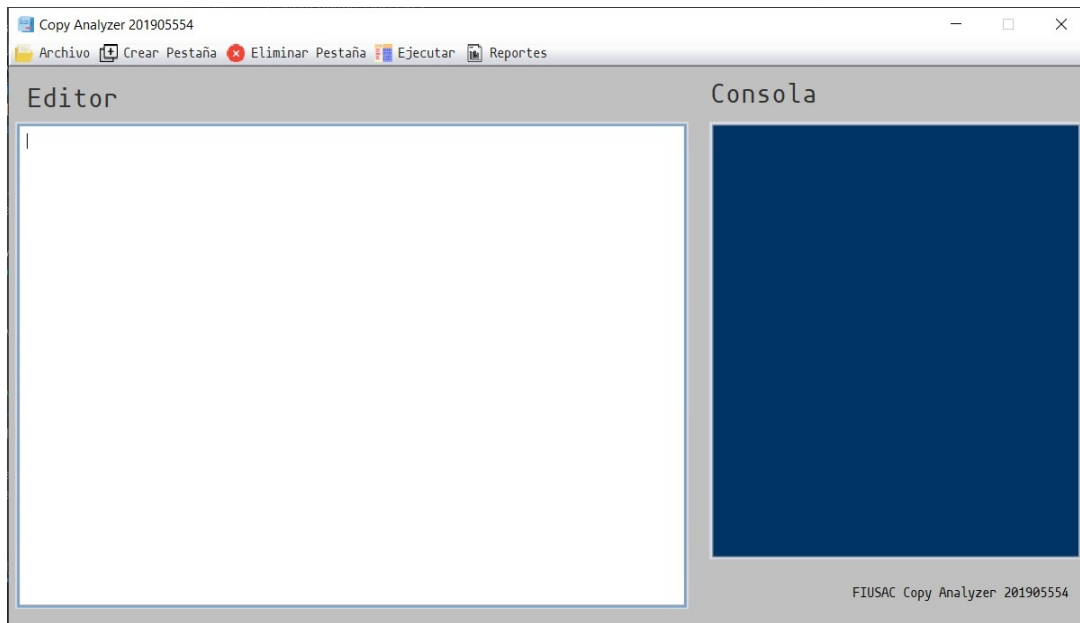 Copy Analyzer 201905554
Archivo Crear Pestaña Eliminar Pestaña Ejecutar Reportes
Editor
Consola
FIUSAC Copy Analyzer 201905554